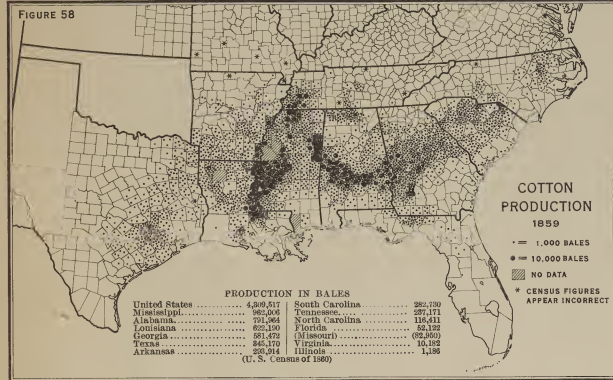 FIGURE 58
COTTON
PRODUCTION
1859
• = 1,000 BALES
● = 10,000 BALES
NO DATA
* CENSUS FIGURES
APPEAR INCORRECT
PRODUCTION IN BALES
United States .......... 4,309,517
Mississippi .......... 962,006
Alabama .......... 791,964
Louisiana .......... 622,190
Georgia .......... 581,472
Texas .......... 345,170
Arkansas .......... 293,914
South Carolina .......... 282,730
Tennessee .......... 237,171
North Carolina .......... 116,411
Florida .......... 52,122
(Missouri) .......... (82,950)
Virginia .......... 10,182
Illinois .......... 1,186
(U. S. Census of 1860)